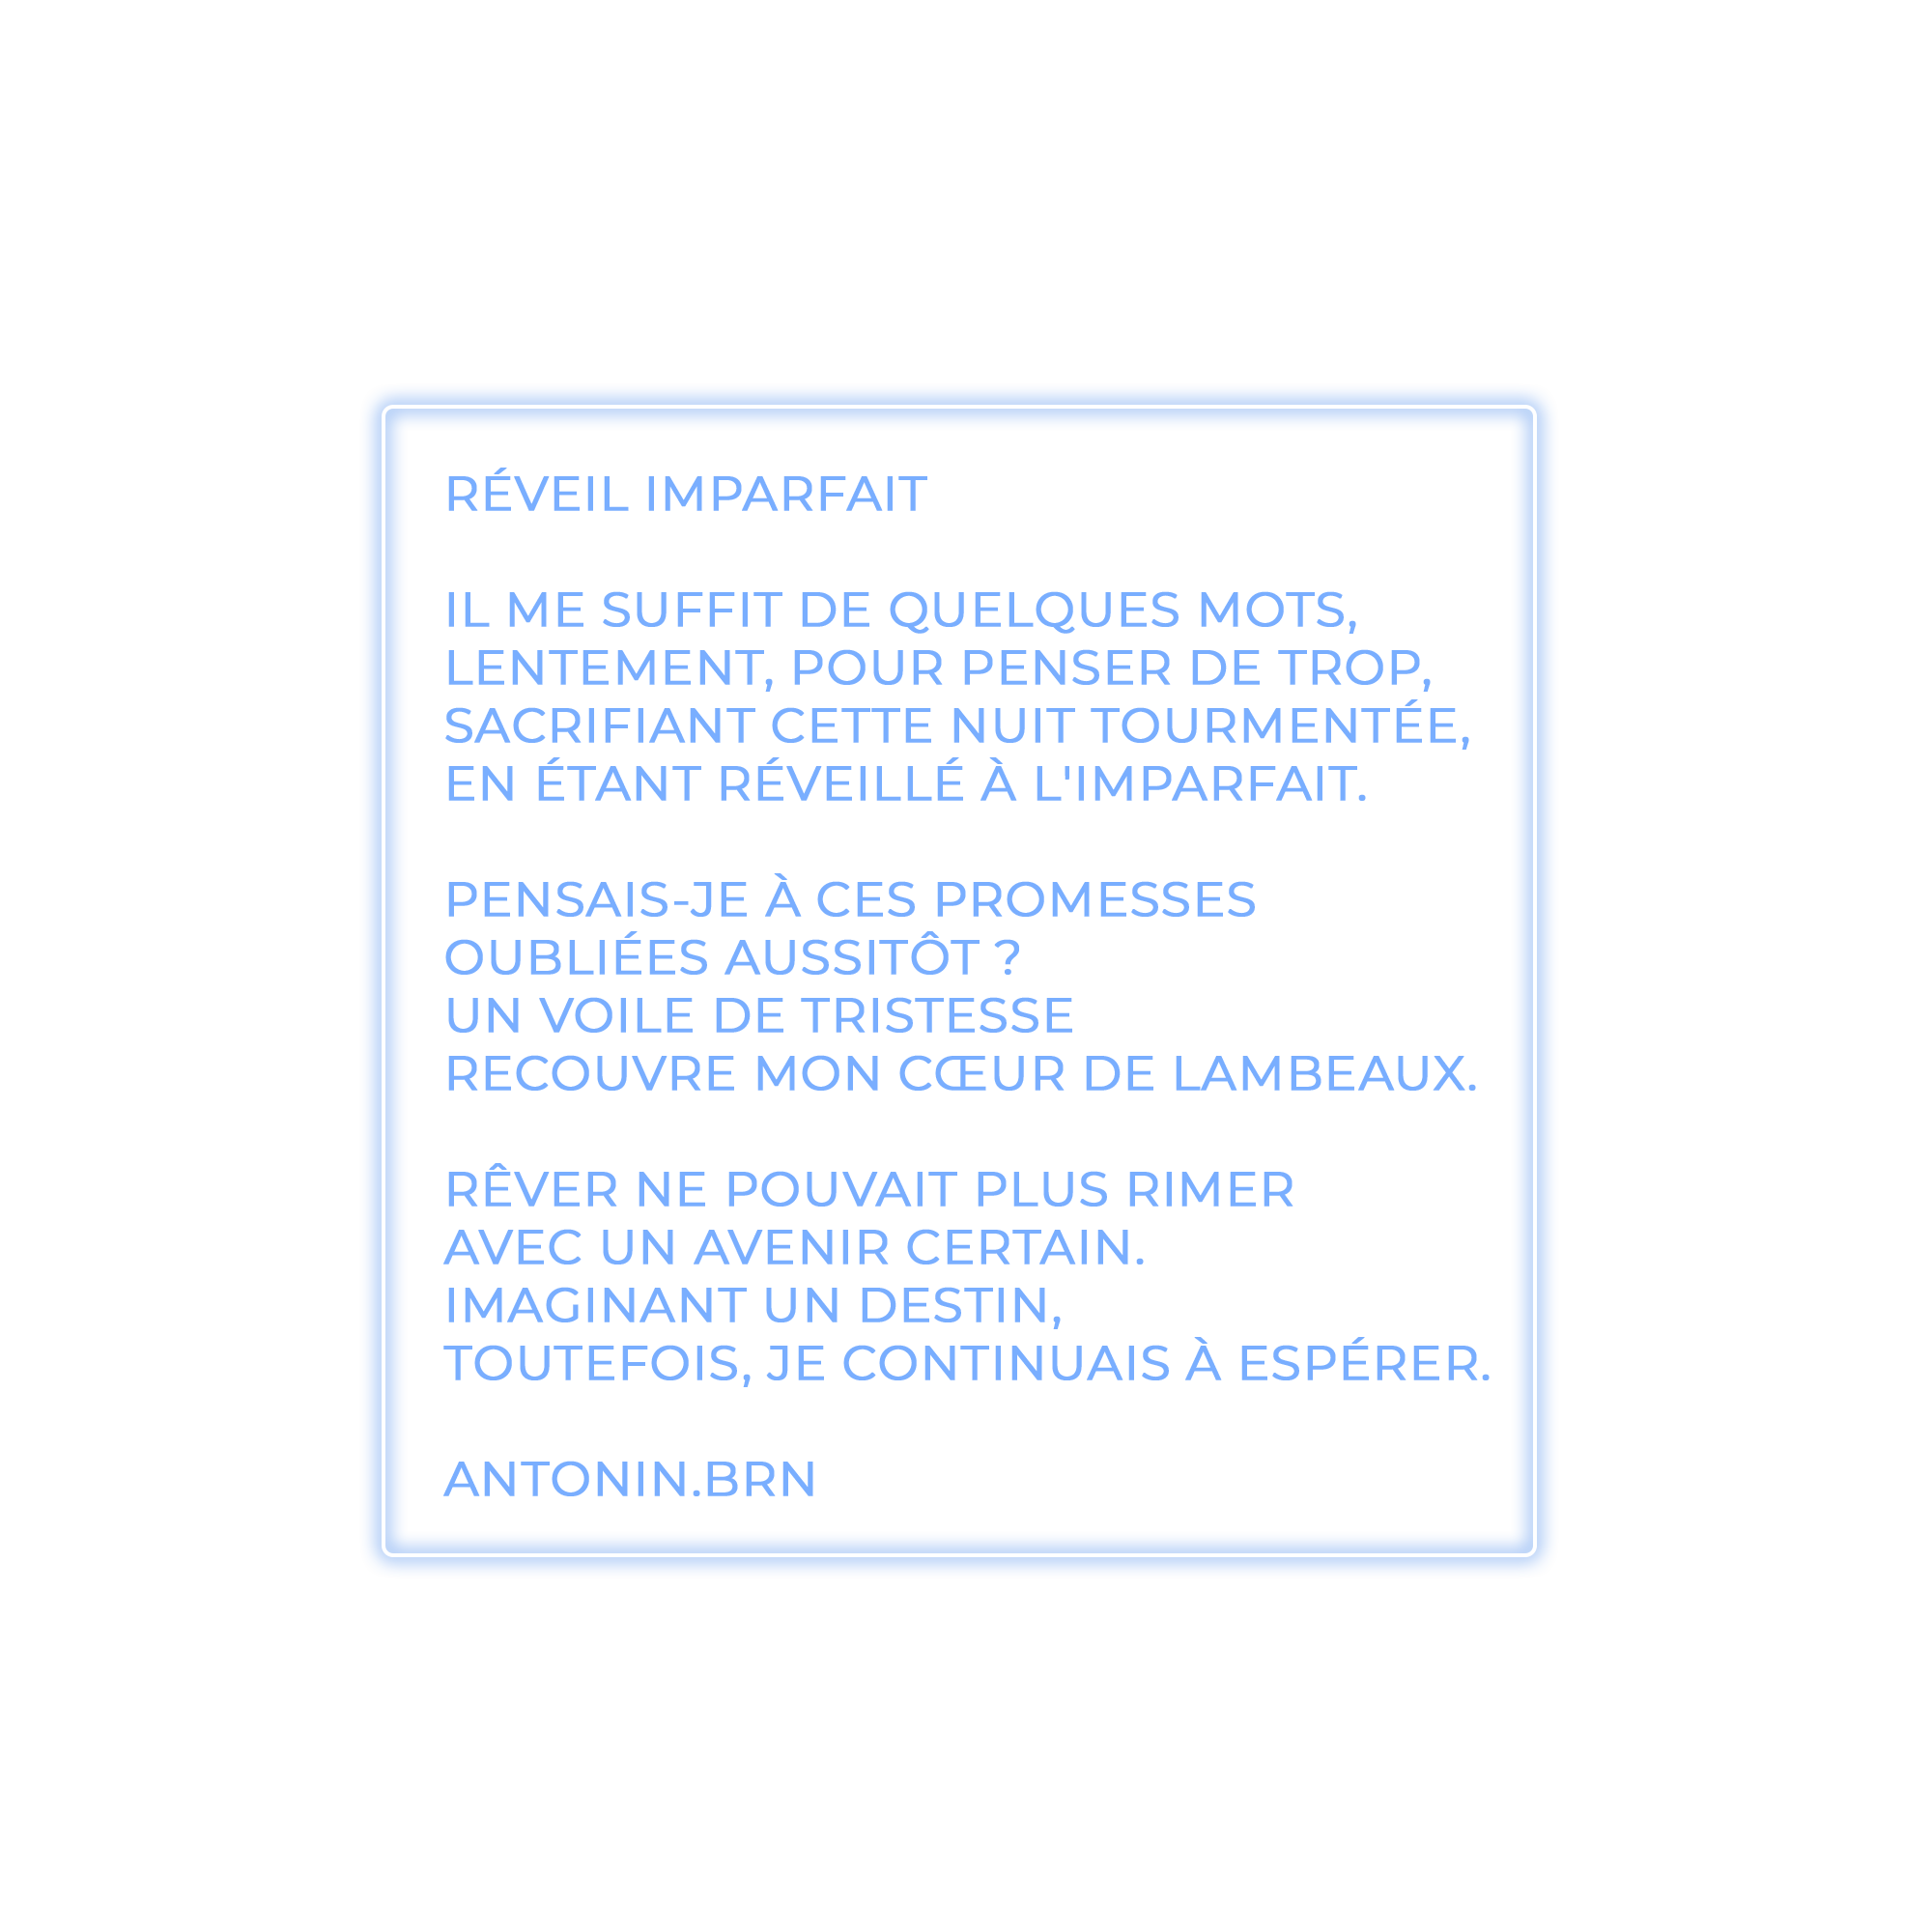 RÉVEIL IMPARFAIT
IL ME SUFFIT DE QUELQUES MOTS,
LENTEMENT, POUR PENSER DE TROP,
SACRIFIANT CETTE NUIT TOURMENTÉE,
EN ÉTANT RÉVEILLÉ À L'IMPARFAIT.
PENSAIS-JE À CES PROMESSES
OUBLIÉES AUSSITÔT ?
UN VOILE DE TRISTESSE
RECOUVRE MON CŒUR DE LAMBEAUX.
RÊVER NE POUVAIT PLUS RIMER
AVEC UN AVENIR CERTAIN.
IMAGINANT UN DESTIN,
TOUTEFOIS, JE CONTINUAIS À ESPÉRER.
ANTONIN.BRN